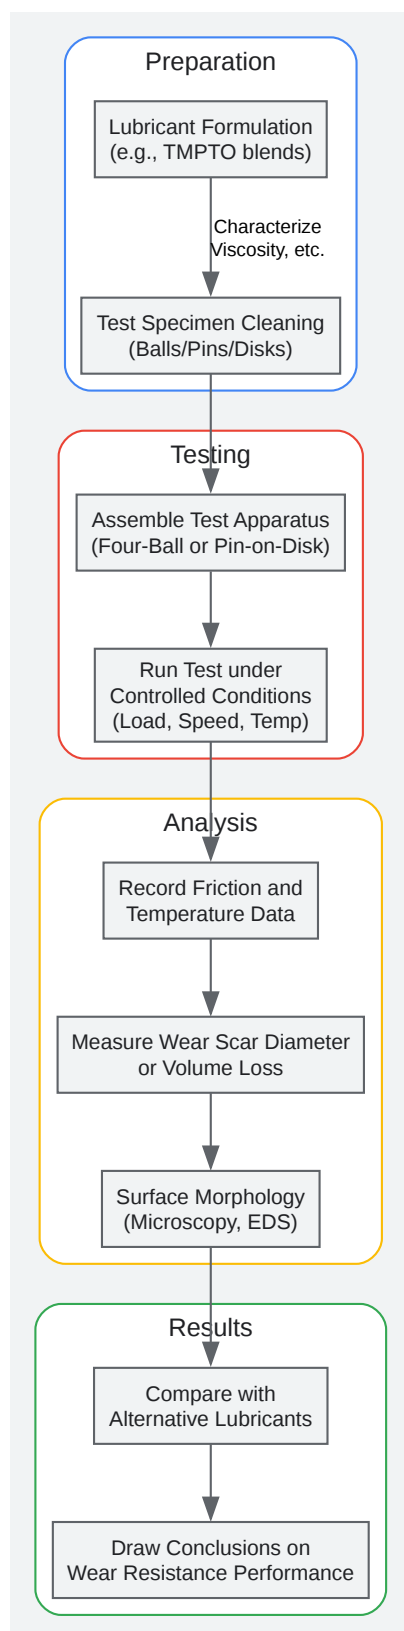 Preparation
Lubricant Formulation
(e.g., TMPTO blends)
Characterize
Viscosity, etc.
Test Specimen Cleaning
(Balls/Pins/Disks)
Testing
Assemble Test Apparatus
(Four-Ball or Pin-on-Disk)
Run Test under
Controlled Conditions
(Load, Speed, Temp)
Analysis
Record Friction and
Temperature Data
Measure Wear Scar Diameter
or Volume Loss
Surface Morphology
(Microscopy, EDS)
Results
Compare with
Alternative Lubricants
Draw Conclusions on
Wear Resistance Performance